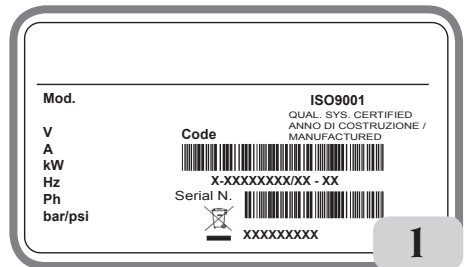 Mod.
ISO9001
QUAL. SYS. CERTIFIED
ANNO DI COSTRUZIONE /
MANUFACTURED
V
Code
A
kW
Hz
X-XXXXXXXX/XX - XX
Ph
Serial N.
bar/psi
XXXXXXXXX
1